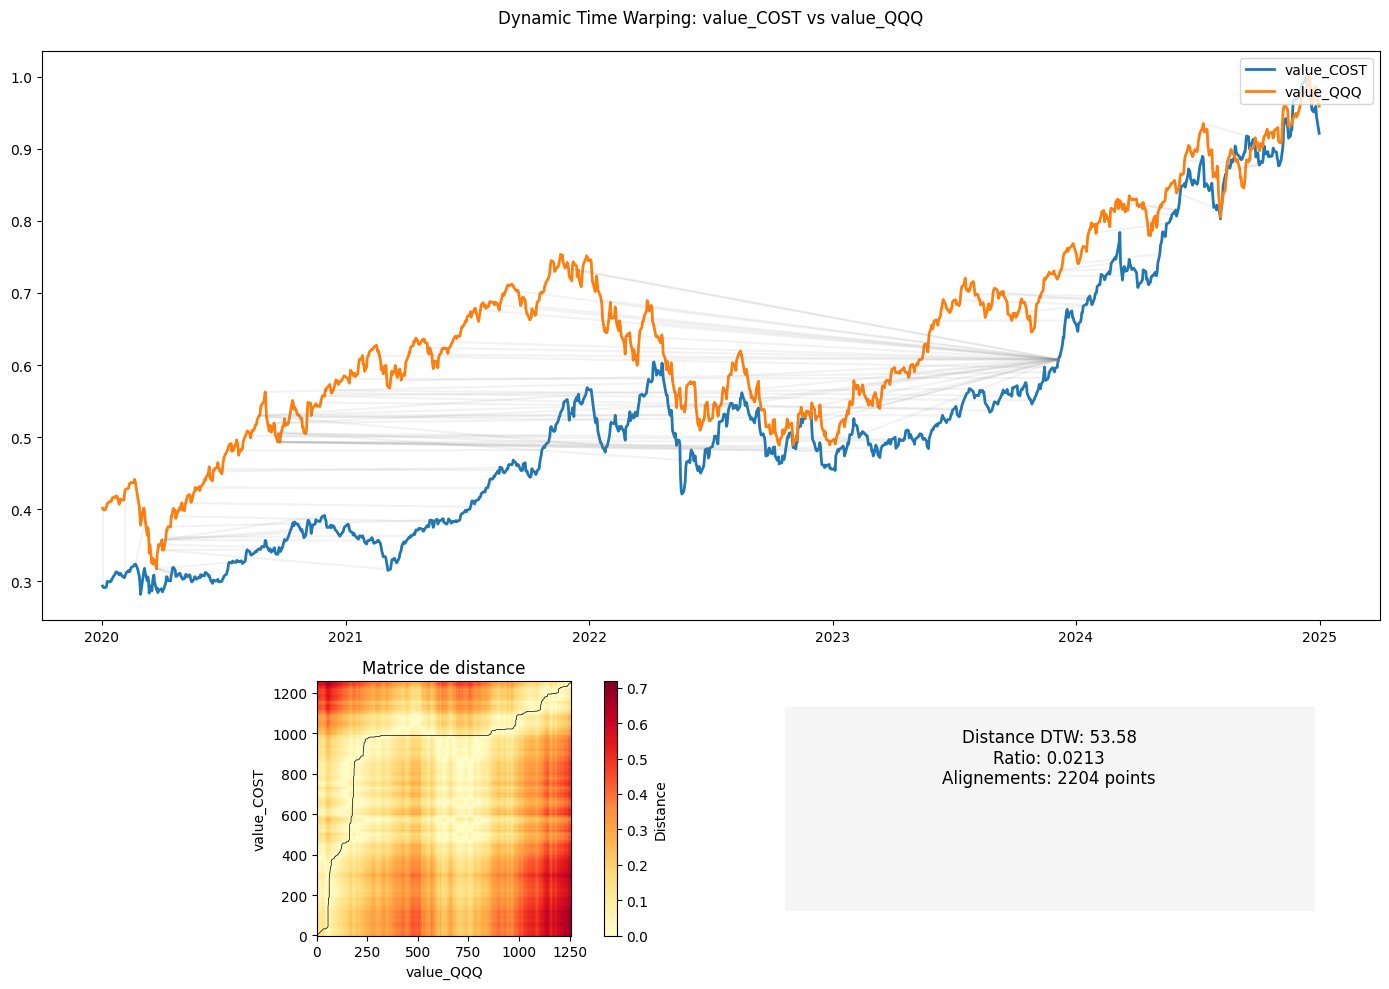 Dynamic Time Warping: value_COST vs value_QQQ
value_COST
value_QQQ
1.0
0.9
0.8
0.7
0.6
0.5
0.4
0.3
2020 2021 2022 2023 2024 2025
Matrice de distance
value_COST
1200
1000
800
600
400
200
0
0 250 500 750 1000 1250
value_QQQ
0.7
0.6
0.5
0.4
0.3
0.2
0.1
0.0
Distance
Distance DTW: 53.58
Ratio: 0.0213
Alignements: 2204 points